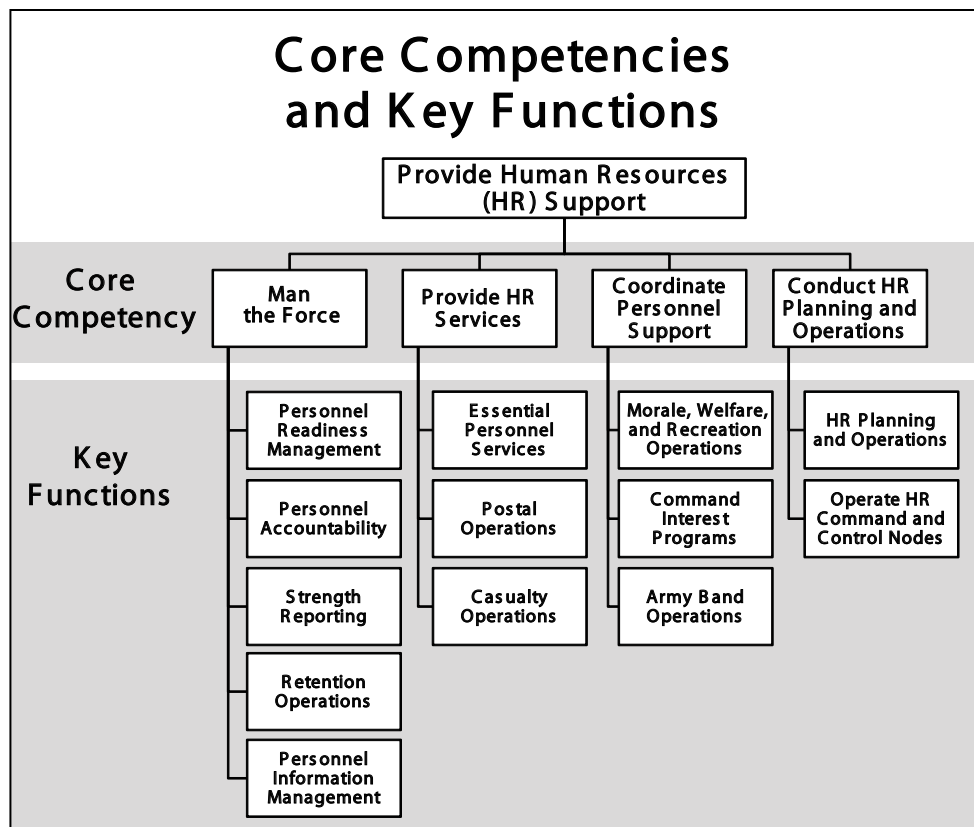 Core Competencies
and Key Functions
Provide Human Resources
(HR) Support
Core
Competency
Man
the Force
Provide HR
Services
Coordinate
Personnel
Support
Conduct HR
Planning and
Operations
Key
Functions
Personnel
Readiness
Management
Personnel
Accountability
Strength
Reporting
Retention
Operations
Personnel
Information
Management
Essential
Personnel
Services
Postal
Operations
Casualty
Operations
Morale, Welfare,
and Recreation
Operations
Command
Interest
Programs
Army Band
Operations
HR Planning
and Operations
Operate HR
Command and
Control Nodes